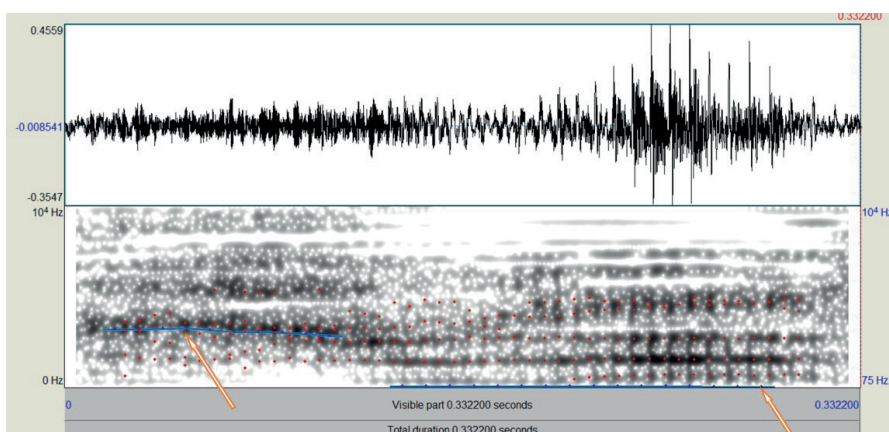 0.332200
0.4559
-0.008541
-0.3547
10⁴ Hz 10⁴ Hz
0 Hz 75 Hz
0 Visible part 0.332200 seconds 0.332200
Total duration 0.332200 seconds